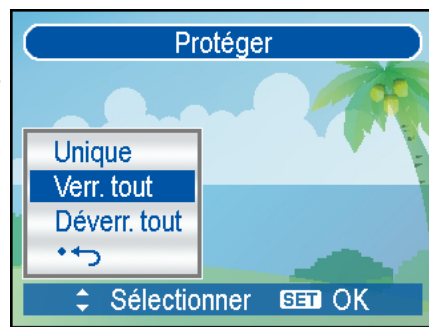 Protéger
Unique
Verr. tout
Déverr. tout
Sélectionner SET OK